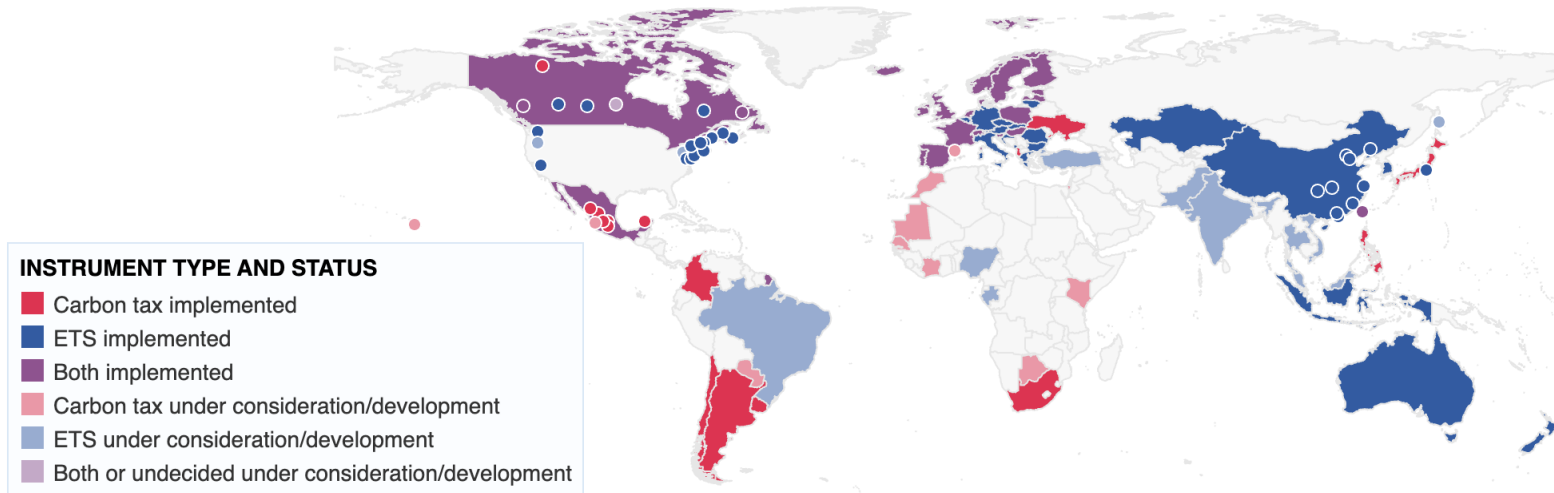 INSTRUMENT TYPE AND STATUS
Carbon tax implemented
ETS implemented
Both implemented
Carbon tax under consideration/development
ETS under consideration/development
Both or undecided under consideration/development